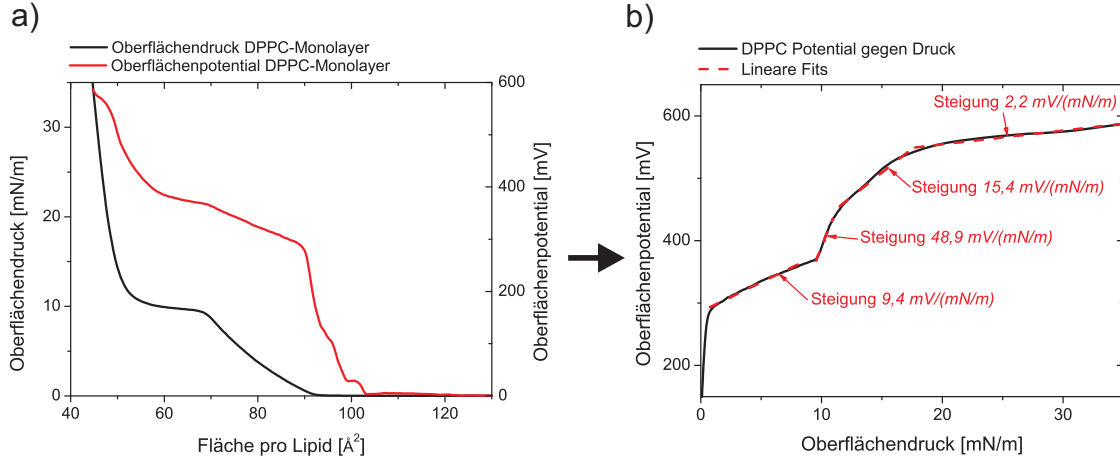 a)
Oberflächendruck DPPC-Monolayer
Oberflächenpotential DPPC-Monolayer
Oberflächendruck [mN/m]
30
20
10
0
40 60 80 100 120
Fläche pro Lipid [Å²]
600
400
200
0
Oberflächenpotential [mV]
b)
DPPC Potential gegen Druck
Lineare Fits
Oberflächenpotential [mV]
600
400
200
0 10 20 30
Oberflächendruck [mN/m]
Steigung 2,2 mV/(mN/m)
Steigung 15,4 mV/(mN/m)
Steigung 48,9 mV/(mN/m)
Steigung 9,4 mV/(mN/m)